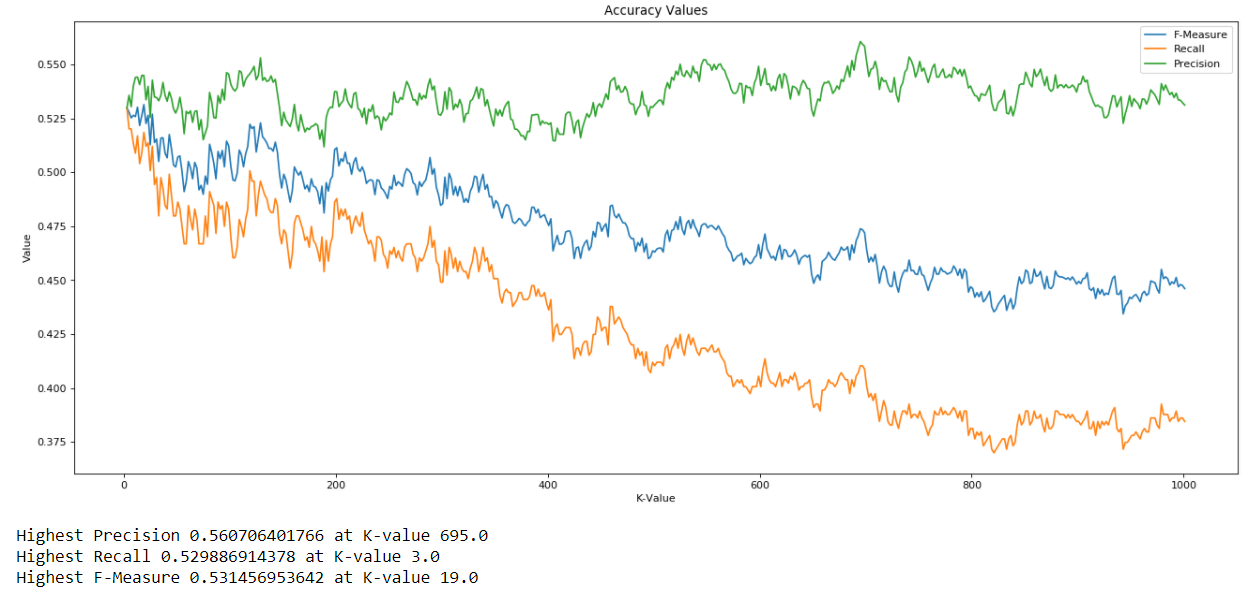 Accuracy Values
F-Measure
Recall
Precision
0.550
0.525
0.500
0.475
0.450
0.425
0.400
0.375
Value
0 200 400 600 800 1000
K-Value
Highest Precision 0.560706401766 at K-value 695.0
Highest Recall 0.529886914378 at K-value 3.0
Highest F-Measure 0.531456953642 at K-value 19.0